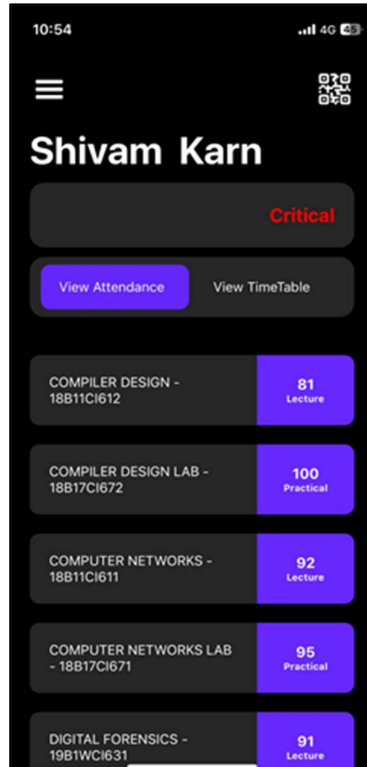 10:54
4G 45
Shivam Karn
Critical
View Attendance
View TimeTable
COMPILER DESIGN -
18B11CI612
81
Lecture
COMPILER DESIGN LAB -
18B17CI672
100
Practical
COMPUTER NETWORKS -
18B11CI611
92
Lecture
COMPUTER NETWORKS LAB
- 18B17CI671
95
Practical
DIGITAL FORENSICS -
19B1WCI631
91
Lecture